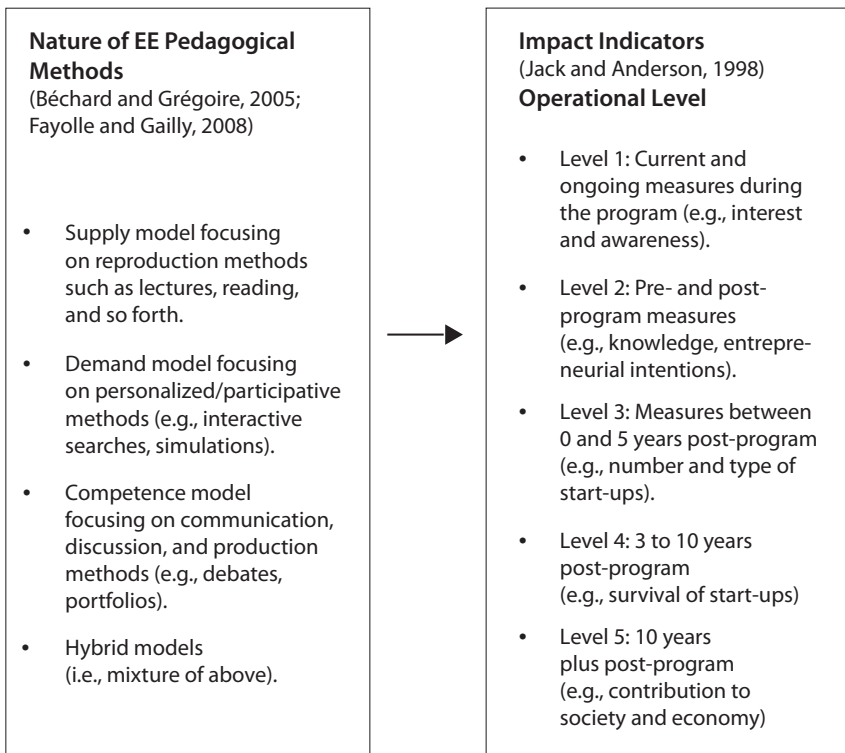 Nature of EE Pedagogical
Methods
(Béchard and Grégoire, 2005;
Fayolle and Gailly, 2008)
• Supply model focusing
on reproduction methods
such as lectures, reading,
and so forth.
• Demand model focusing
on personalized/participative
methods (e.g., interactive
searches, simulations).
• Competence model
focusing on communication,
discussion, and production
methods (e.g., debates,
portfolios).
• Hybrid models
(i.e., mixture of above).
Impact Indicators
(Jack and Anderson, 1998)
Operational Level
• Level 1: Current and
ongoing measures during
the program (e.g., interest
and awareness).
• Level 2: Pre- and post-
program measures
(e.g., knowledge, entrepre-
neurial intentions).
• Level 3: Measures between
0 and 5 years post-program
(e.g., number and type of
start-ups).
• Level 4: 3 to 10 years
post-program
(e.g., survival of start-ups)
• Level 5: 10 years
plus post-program
(e.g., contribution to
society and economy)